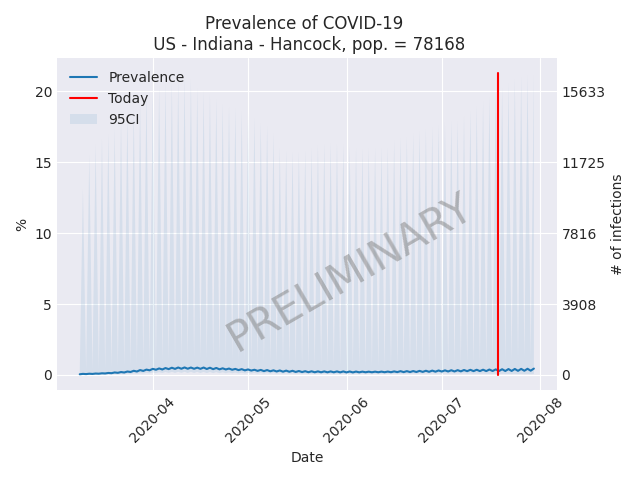 Prevalence of COVID-19
US - Indiana - Hancock, pop. = 78168
Prevalence
Today
95CI
20
15
10
5
0
%
15633
11725
7816
3908
0
# of infections
PRELIMINARY
2020-04
2020-05
2020-06
2020-07
2020-08
Date